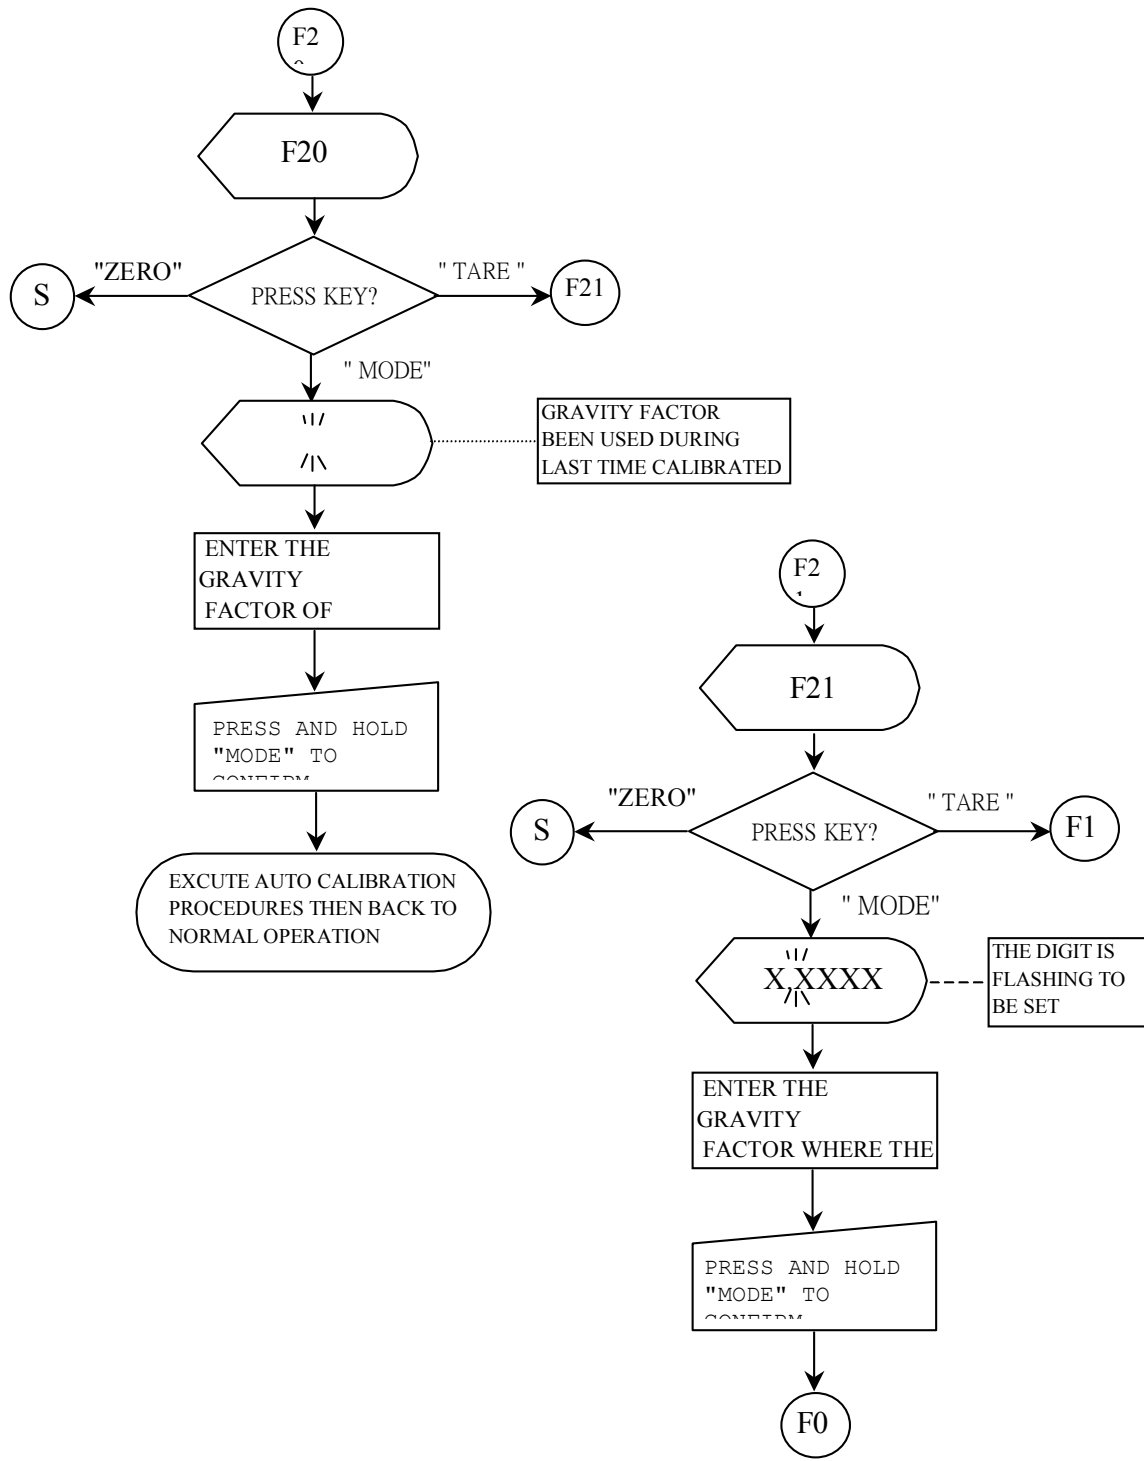 F2
F20
"ZERO"
" TARE "
S
PRESS KEY?
F21
" MODE"
GRAVITY FACTOR
BEEN USED DURING
LAST TIME CALIBRATED
ENTER THE
GRAVITY
FACTOR OF
PRESS AND HOLD
"MODE" TO
CONFIRM
EXCUTE AUTO CALIBRATION
PROCEDURES THEN BACK TO
NORMAL OPERATION
F2
F21
"ZERO"
" TARE "
S
PRESS KEY?
F1
" MODE"
X.XXXX
THE DIGIT IS
FLASHING TO
BE SET
ENTER THE
GRAVITY
FACTOR WHERE THE
PRESS AND HOLD
"MODE" TO
CONFIRM
F0